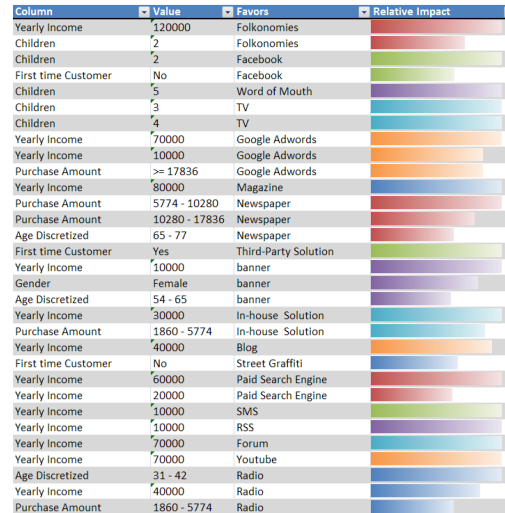 Column Value Favors Relative Impact
Yearly Income 120000 Folkonomies
Children 2 Folkonomies
Children 2 Facebook
First time Customer No Facebook
Children 5 Word of Mouth
Children 3 TV
Children 4 TV
Yearly Income 70000 Google Adwords
Yearly Income 10000 Google Adwords
Purchase Amount >= 17836 Google Adwords
Yearly Income 80000 Magazine
Purchase Amount 5774 - 10280 Newspaper
Purchase Amount 10280 - 17836 Newspaper
Age Discretized 65 - 77 Newspaper
First time Customer Yes Third-Party Solution
Yearly Income 10000 banner
Gender Female banner
Age Discretized 54 - 65 banner
Yearly Income 30000 In-house Solution
Purchase Amount 1860 - 5774 In-house Solution
Yearly Income 40000 Blog
First time Customer No Street Graffiti
Yearly Income 60000 Paid Search Engine
Yearly Income 20000 Paid Search Engine
Yearly Income 10000 SMS
Yearly Income 10000 RSS
Yearly Income 70000 Forum
Yearly Income 70000 Youtube
Age Discretized 31 - 42 Radio
Yearly Income 40000 Radio
Purchase Amount 1860 - 5774 Radio